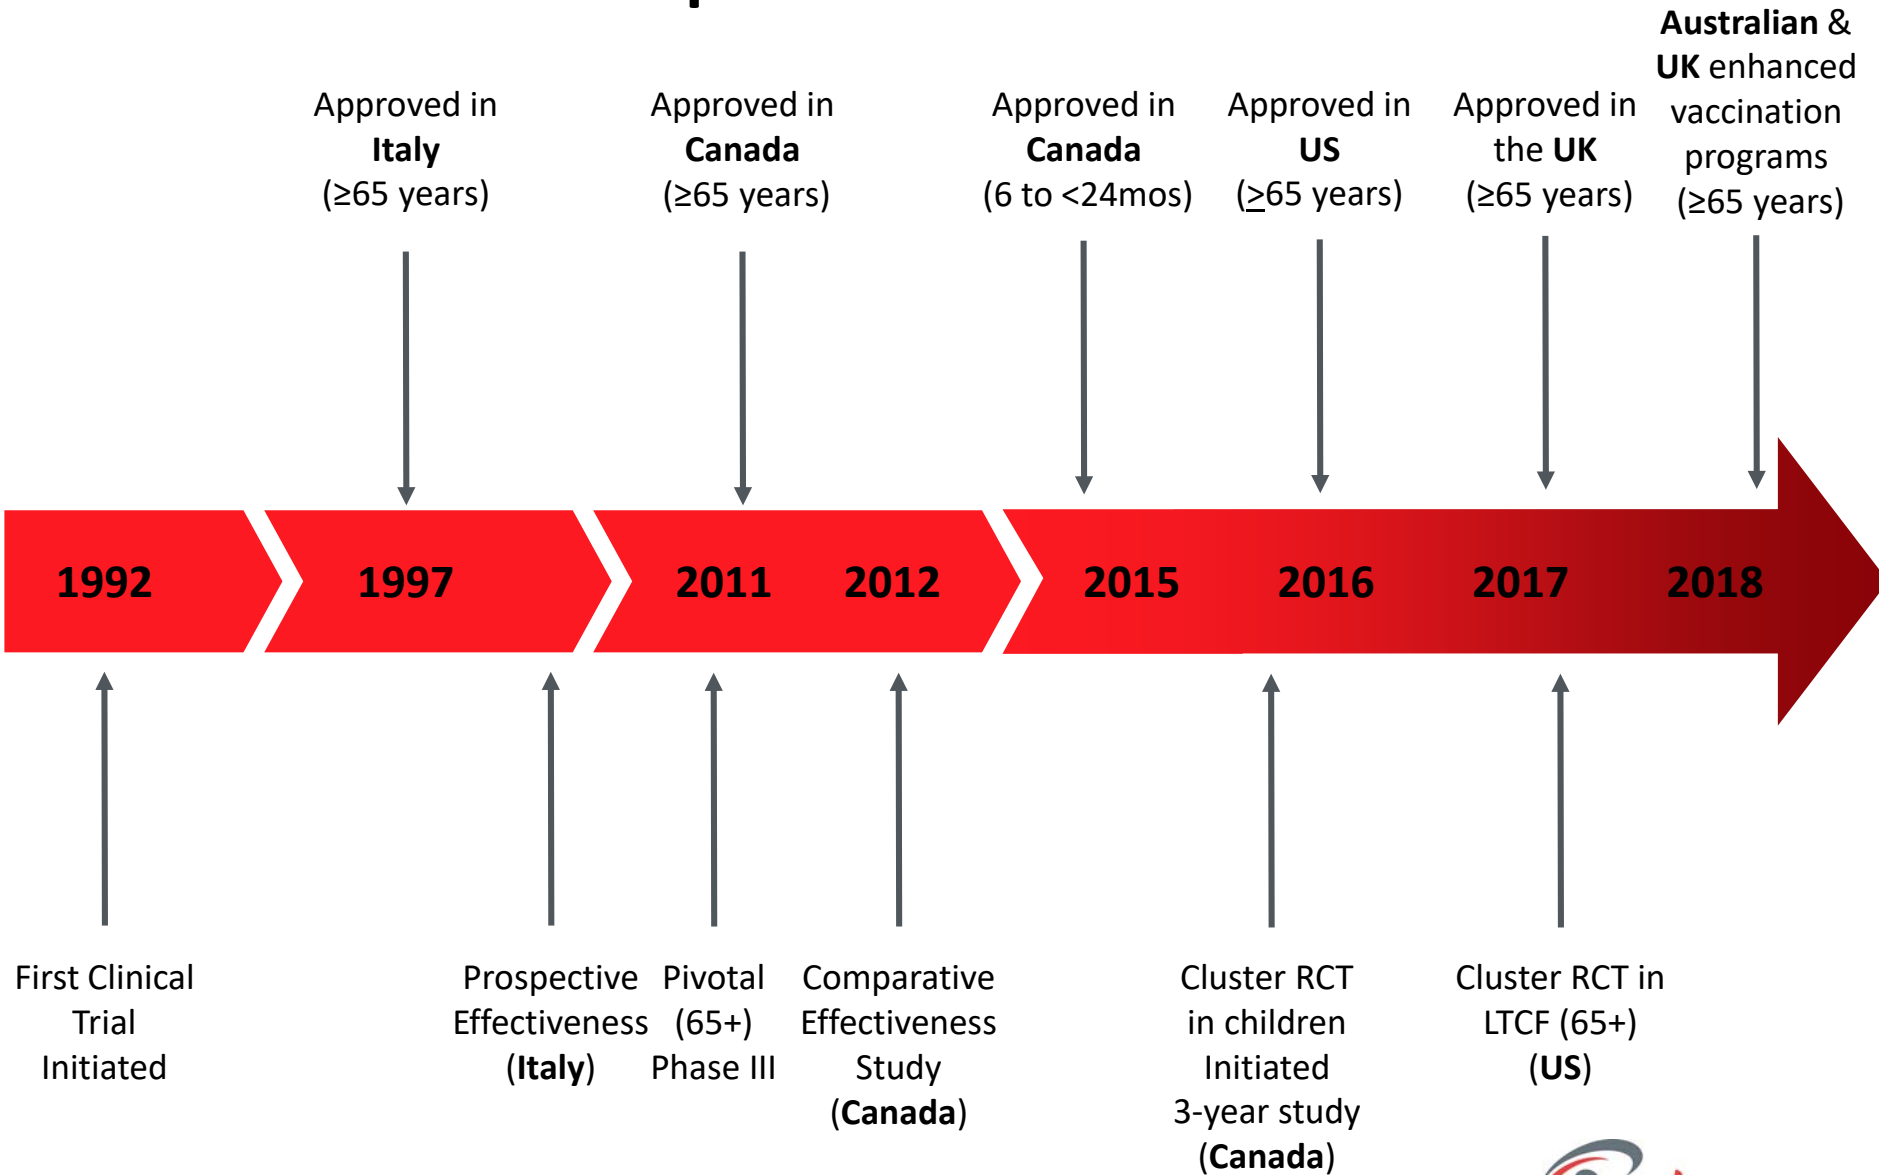 Approved in
Italy
(≥65 years)
Approved in
Canada
(≥65 years)
Approved in
Canada
(6 to <24mos)
Approved in
US
(≥65 years)
Approved in
the UK
(≥65 years)
Australian &
UK enhanced
vaccination
programs
(≥65 years)
1992
1997
2011
2012
2015
2016
2017
2018
First Clinical
Trial
Initiated
Prospective
Effectiveness
(Italy)
Pivotal
(65+)
Phase III
Comparative
Effectiveness
Study
(Canada)
Cluster RCT
in children
Initiated
3-year study
(Canada)
Cluster RCT in
LTCF (65+)
(US)